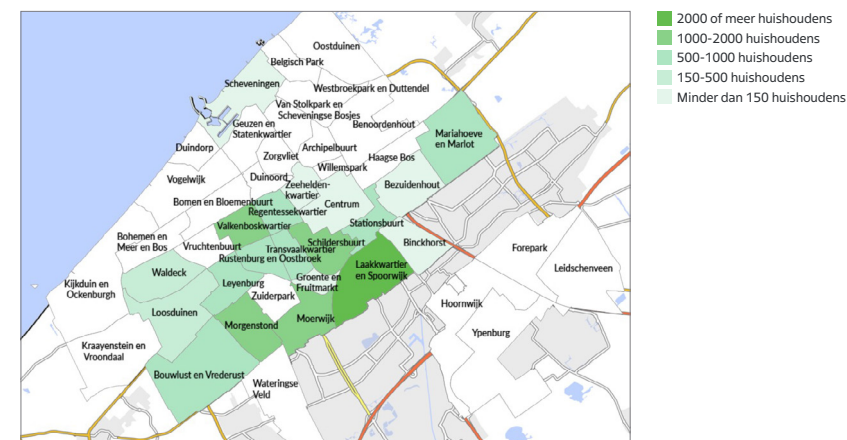 2000 of meer huishoudens
1000-2000 huishoudens
500-1000 huishoudens
150-500 huishoudens
Minder dan 150 huishoudens
Oostduinen
Belgisch Park
Scheveningen
Westbroekpark en Duttendel
Van Stolkpark en
Scheveningse Bosjes
Geuzen en
Statenkwartier
Benoordenhout
Mariahoeve
en Marlot
Duindorp
Archipelbuurt
Zorgvliet
Haagse Bos
Willemspark
Vogelwijk
Duinoord
Zeehelden-
kwartier
Bezuidenhout
Bomen en Bloemenbuurt
Centrum
Regentessekwartier
Valkenboskwartier
Stationsbuurt
Bohemen en
Meer en Bos
Vruchtenbuurt
Schildersbuurt
Transvaalkwartier
Binckhorst
Rustenburg en Oostbroek
Forepark
Waldeck
Laakkwartier
en Spoorwijk
Leidschenveen
Kijkduin en
Ockenburgh
Leyenburg
Groente en
Fruitmarkt
Zuiderpark
Hoornwijk
Loosduinen
Moerwijk
Morgenstond
Ypenburg
Kraayenstein en
Vroondaal
Bouwlust en Vrederust
Wateringse
Veld